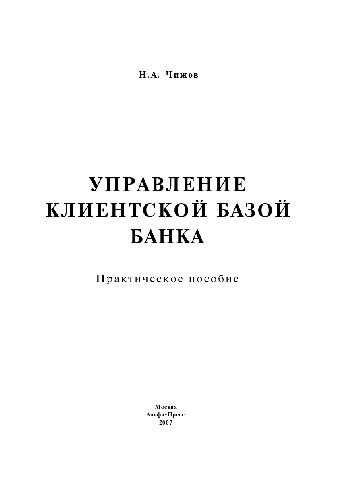 Н.А. Чижов
УПРАВЛЕНИЕ
КЛИЕНТСКОЙ БАЗОЙ
БАНКА
Практическое пособие
Москва
Альфа-Пресс
2007